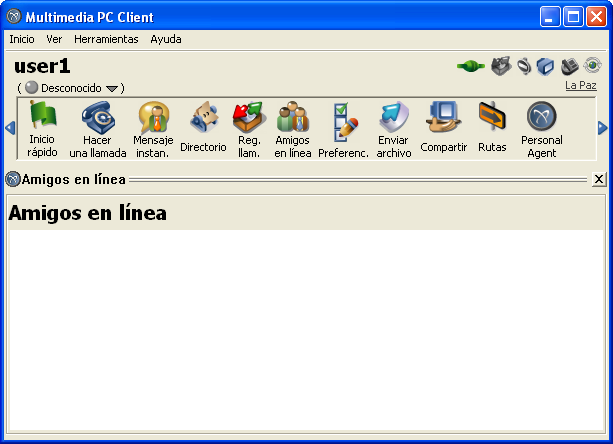 Multimedia PC Client
Inicio Ver Herramientas Ayuda
user1
( Desconocido )
La Paz
Inicio rápido
Hacer una llamada
Mensaje instan.
Directorio
Reg. llam.
Amigos en línea
Preferenc.
Enviar archivo
Compartir
Rutas
Personal Agent
Amigos en línea
Amigos en línea